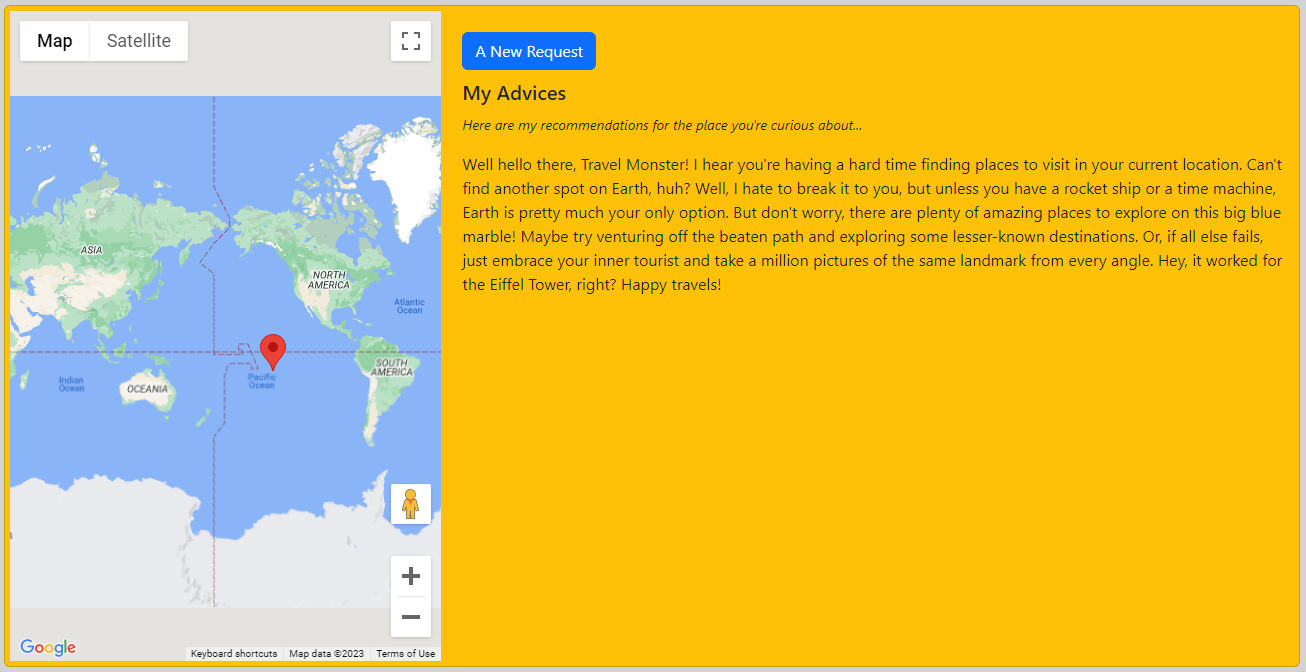 Map Satellite
ASIA
NORTH
AMERICA
Atlantic
Ocean
Pacific
Ocean
Indian
Ocean
OCEANIA
SOUTH
AMERICA
Google
Keyboard shortcuts Map data ©2023 Terms of Use
A New Request
My Advices
Here are my recommendations for the place you're curious about...
Well hello there, Travel Monster! I hear you're having a hard time finding places to visit in your current location. Can't
find another spot on Earth, huh? Well, I hate to break it to you, but unless you have a rocket ship or a time machine,
Earth is pretty much your only option. But don't worry, there are plenty of amazing places to explore on this big blue
marble! Maybe try venturing off the beaten path and exploring some lesser-known destinations. Or, if all else fails,
just embrace your inner tourist and take a million pictures of the same landmark from every angle. Hey, it worked for
the Eiffel Tower, right? Happy travels!